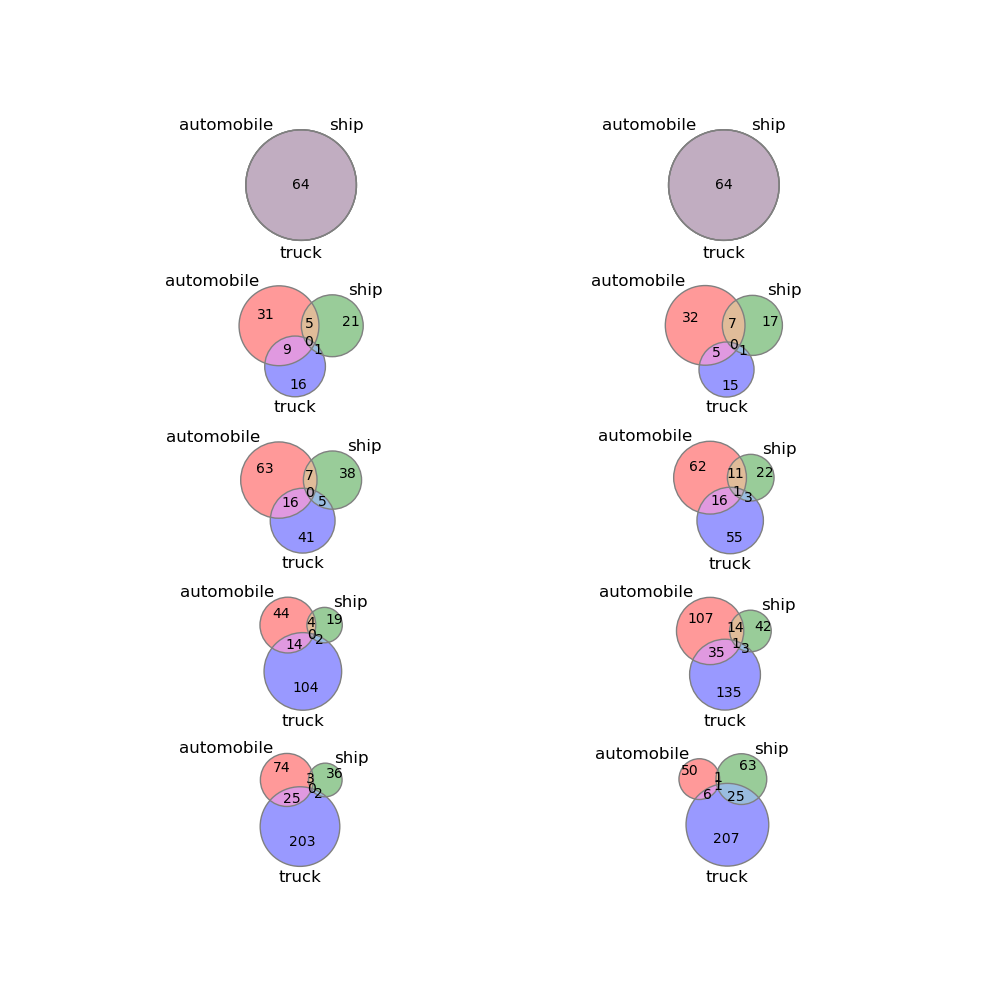 automobile ship
64
truck
automobile ship
64
truck
automobile
ship
31
5
21
0
9
1
16
truck
automobile
ship
32
7
17
0
5
1
15
truck
automobile
ship
63
7
38
0
16
5
41
truck
automobile
ship
62
11
22
1
16
3
55
truck
automobile
ship
44
4
19
0
14
2
104
truck
automobile
ship
107
14
42
1
35
3
135
truck
automobile
ship
74
3
36
0
25
2
203
truck
automobile
ship
50
1
63
1
6
25
207
truck